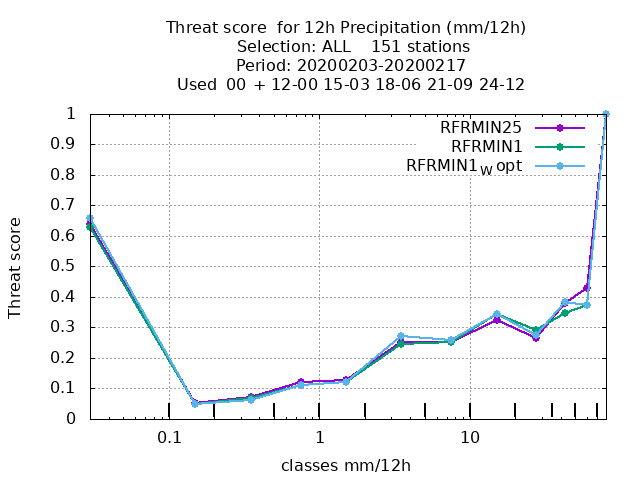 Threat score  for 12h Precipitation (mm/12h)
Selection: ALL    151 stations
Period: 20200203-20200217
Used  00 + 12-00 15-03 18-06 21-09 24-12
RFRMIN25
RFRMIN1
RFRMIN1_W opt
Threat score
1
0.9
0.8
0.7
0.6
0.5
0.4
0.3
0.2
0.1
0
0.1 1 10
classes mm/12h